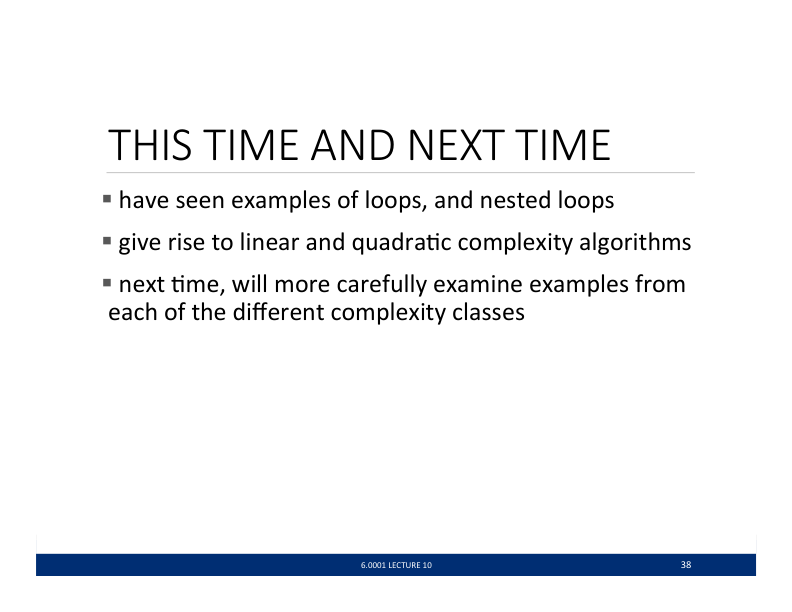 THIS TIME AND NEXT TIME
▪ have seen examples of loops, and nested loops
▪ give rise to linear and quadratic complexity algorithms
▪ next time, will more carefully examine examples from
each of the different complexity classes
6.0001 LECTURE 10
38